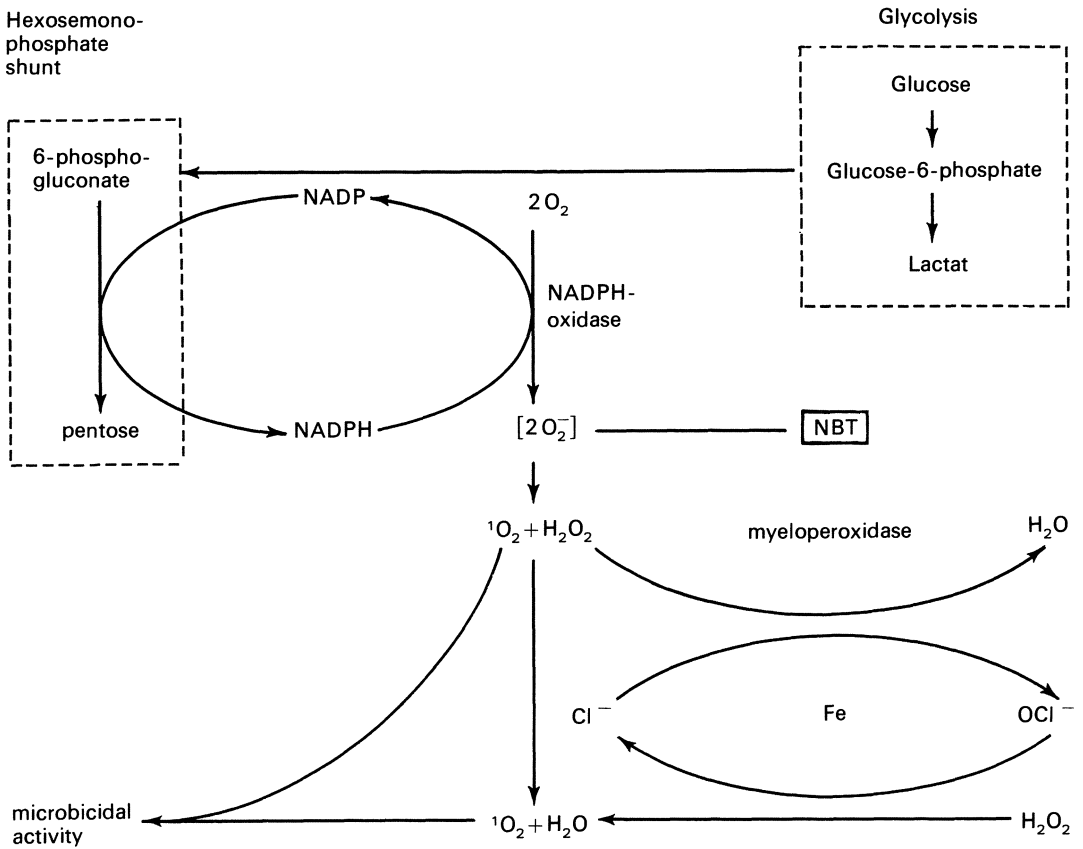 Hexosemono-
phosphate
shunt
Glycolysis
Glucose
6-phospho-
gluconate
Glucose-6-phosphate
NADP
2 O₂
Lactat
NADPH-
oxidase
pentose
NADPH
[2 O₂⁻]
NBT
¹O₂ + H₂O₂
myeloperoxidase
H₂O
Cl⁻
Fe
OCl⁻
microbicidal
activity
¹O₂ + H₂O
H₂O₂